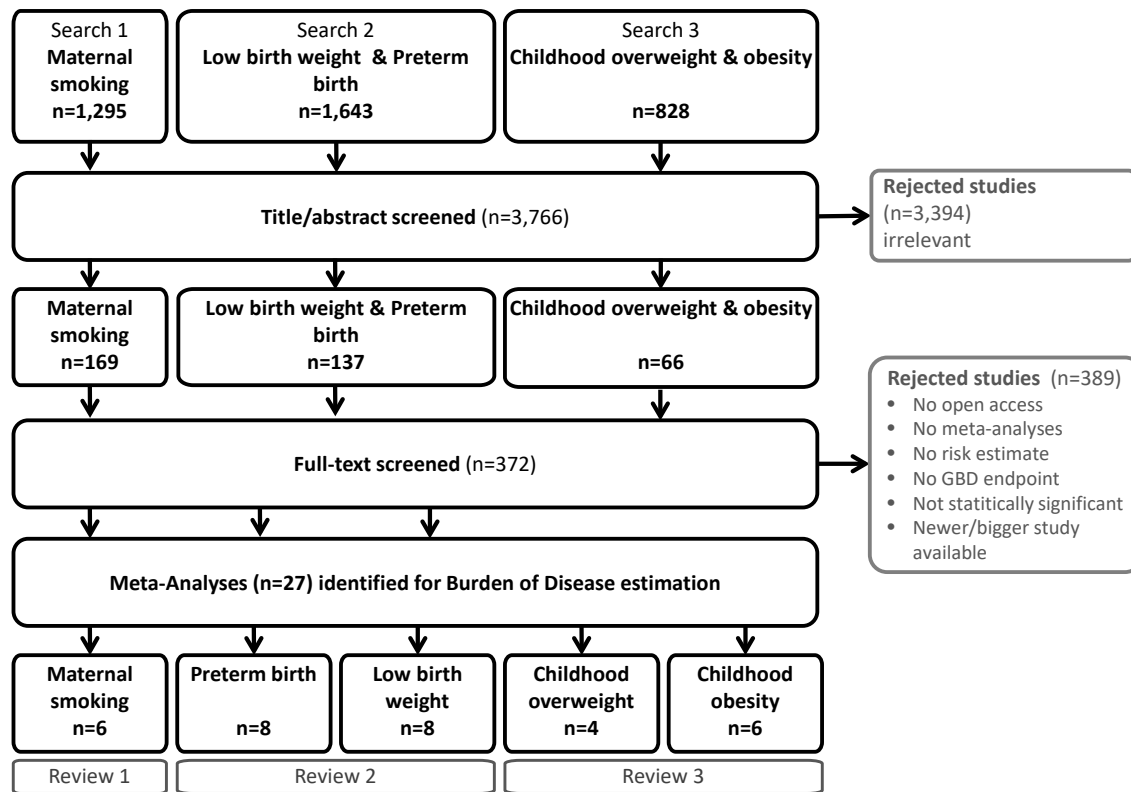 Search 1
Maternal
smoking
n=1,295
Search 2
Low birth weight & Preterm
birth
n=1,643
Search 3
Childhood overweight & obesity
n=828
Title/abstract screened (n=3,766)
Rejected studies
(n=3,394)
irrelevant
Maternal
smoking
n=169
Low birth weight & Preterm
birth
n=137
Childhood overweight & obesity
n=66
Full-text screened (n=372)
Rejected studies (n=389)
• No open access
• No meta-analyses
• No risk estimate
• No GBD endpoint
• Not statitically significant
• Newer/bigger study
available
Meta-Analyses (n=27) identified for Burden of Disease estimation
Maternal
smoking
n=6
Preterm birth
n=8
Low birth
weight
n=8
Childhood
overweight
n=4
Childhood
obesity
n=6
Review 1
Review 2
Review 3